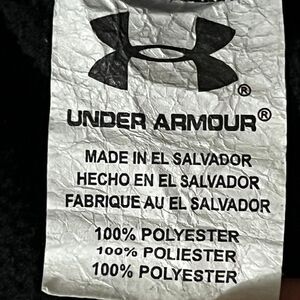 ®
UNDER ARMOUR®
MADE IN EL SALVADOR
HECHO EN EL SALVADOR
FABRIQUE AU EL SALVADOR
100% POLYESTER
100% POLIESTER
100% POLYESTER